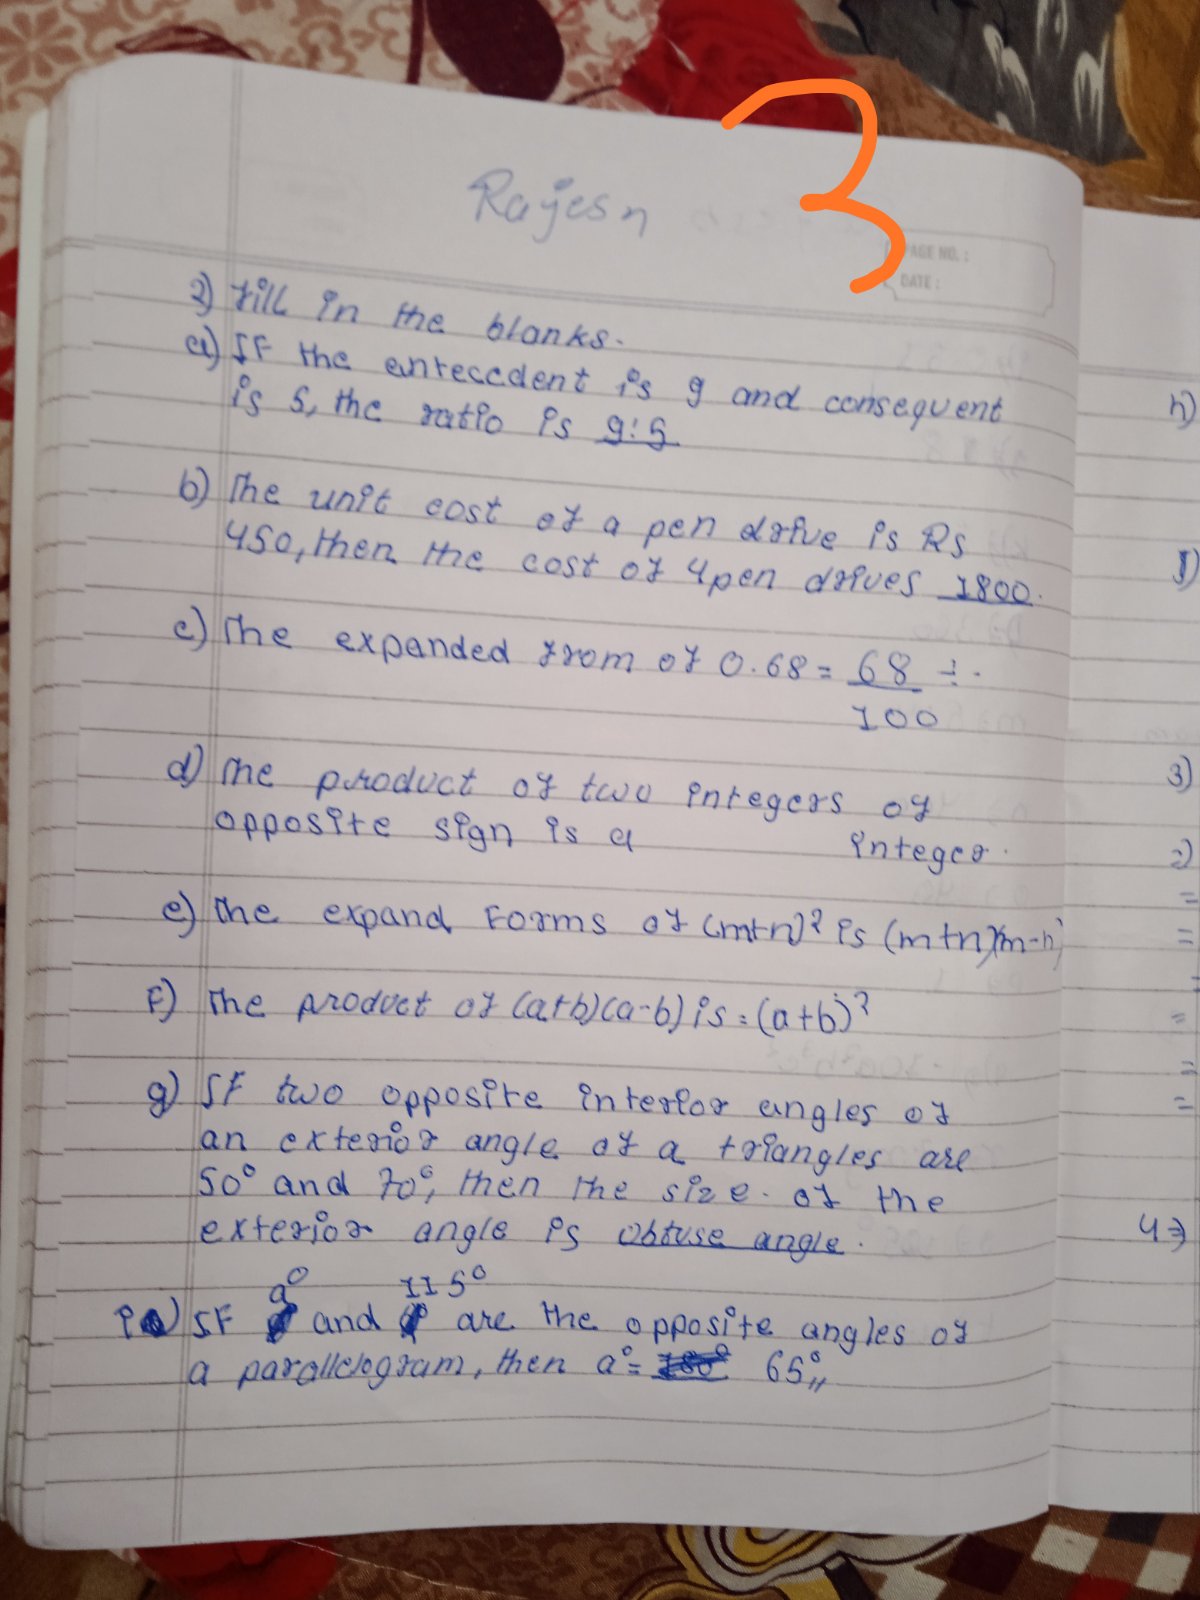 3
Rajesh
PAGE NO. :
DATE :
2) Fill in the blanks.
a) If the antecedent is 9 and consequent
is 5, the ratio is 9:5
b) The unit cost of a pen drive is Rs
450, then the cost of 4 pen drives 1800.
c) The expanded from of 0.68 = 68
100
d) The product of two integers of
opposite sign is a integer.
e) The expand Forms of (m+n)² is (m+n)(m-n)
F) The product of (a+b)(a-b) is = (a+b)²
g) If two opposite interior angles of
an exterior angle of a triangles are
50° and 70°, then the size of the
exterior angle is obtuse angle.
a° 115°
If and are the opposite angles of
a parallelogram, then a° = 65°
h)
3)
2)
=
=
=
=
=
4)